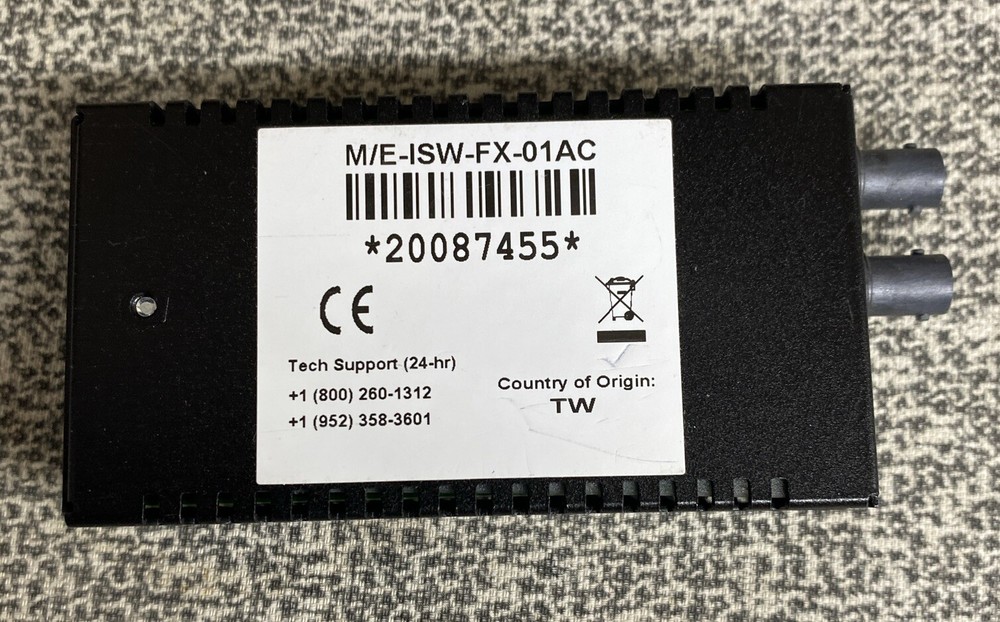 M/E-ISW-FX-01AC
*20087455*
CE
Tech Support (24-hr)
+1 (800) 260-1312
+1 (952) 358-3601
Country of Origin:
TW